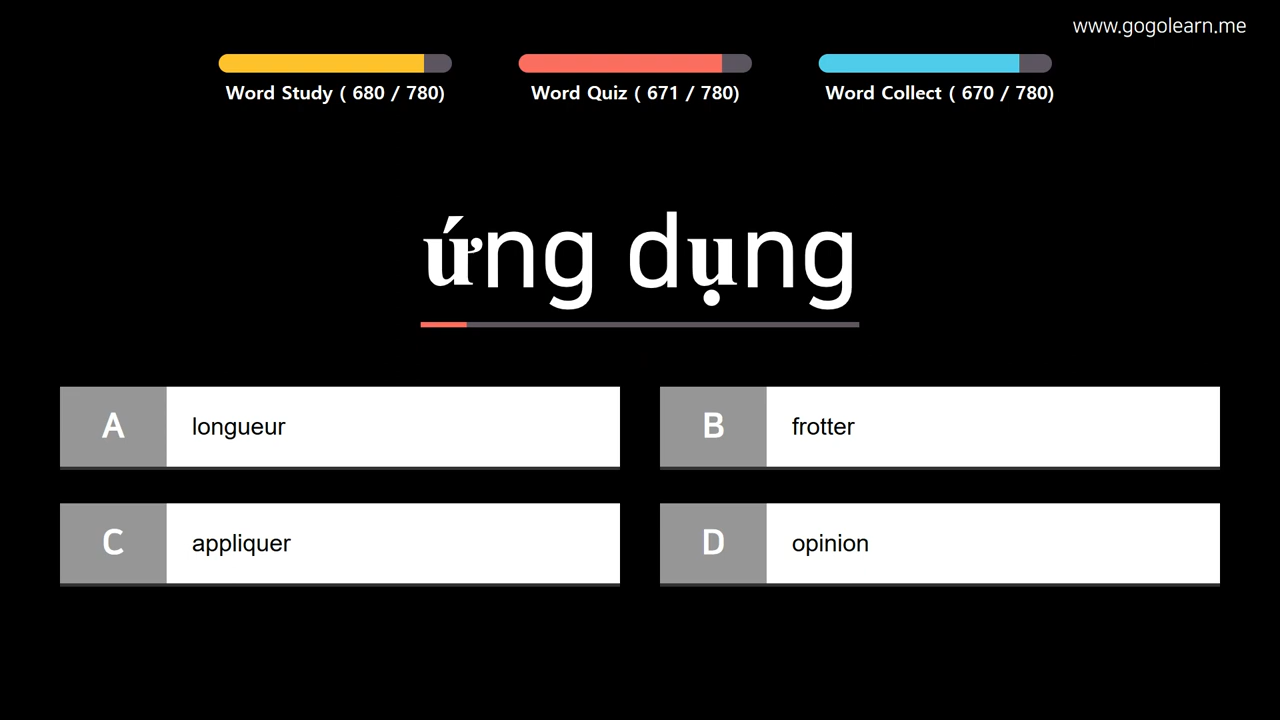 www.gogolearn.me
Word Study ( 680 / 780)
Word Quiz ( 671 / 780)
Word Collect ( 670 / 780)
ứng dụng
A longueur
B frotter
C appliquer
D opinion